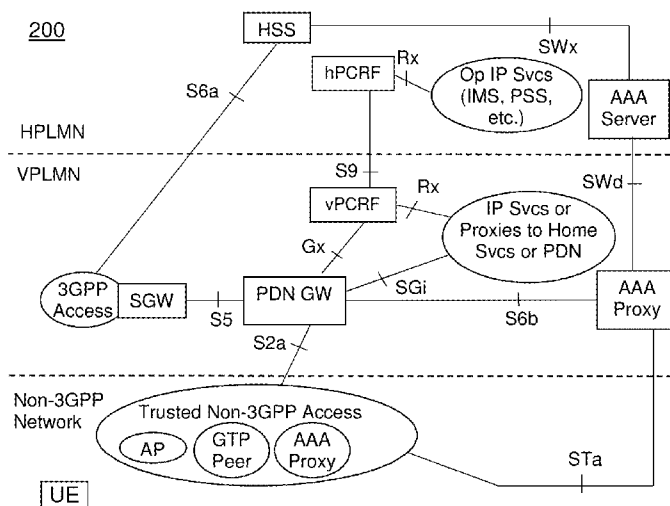 200
HSS
SWx
Rx
hPCRF
Op IP Svcs
(IMS, PSS,
etc.)
AAA
Server
S6a
HPLMN
VPLMN
S9
Rx
SWd
vPCRF
IP Svcs or
Proxies to Home
Svcs or PDN
Gx
3GPP
Access
SGW
S5
PDN GW
SGi
S6b
AAA
Proxy
S2a
Non-3GPP
Network
Trusted Non-3GPP Access
AP
GTP
Peer
AAA
Proxy
STa
UE